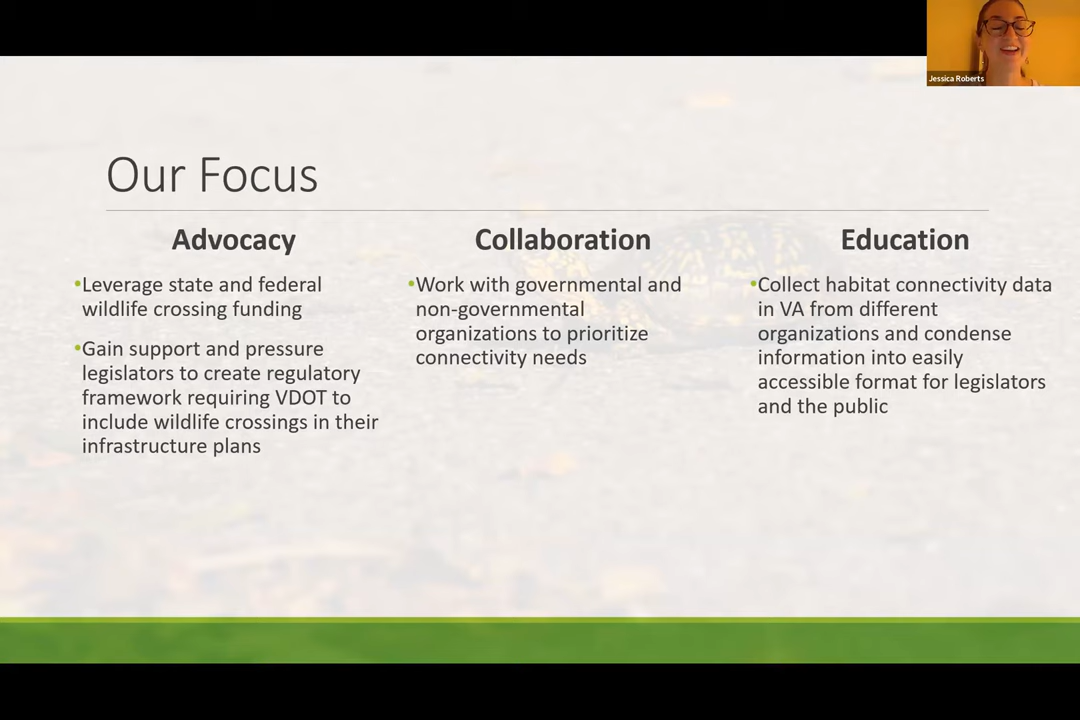 Jessica Roberts
Our Focus
Advocacy
•Leverage state and federal
wildlife crossing funding
•Gain support and pressure
legislators to create regulatory
framework requiring VDOT to
include wildlife crossings in their
infrastructure plans
Collaboration
•Work with governmental and
non-governmental
organizations to prioritize
connectivity needs
Education
•Collect habitat connectivity data
in VA from different
organizations and condense
information into easily
accessible format for legislators
and the public